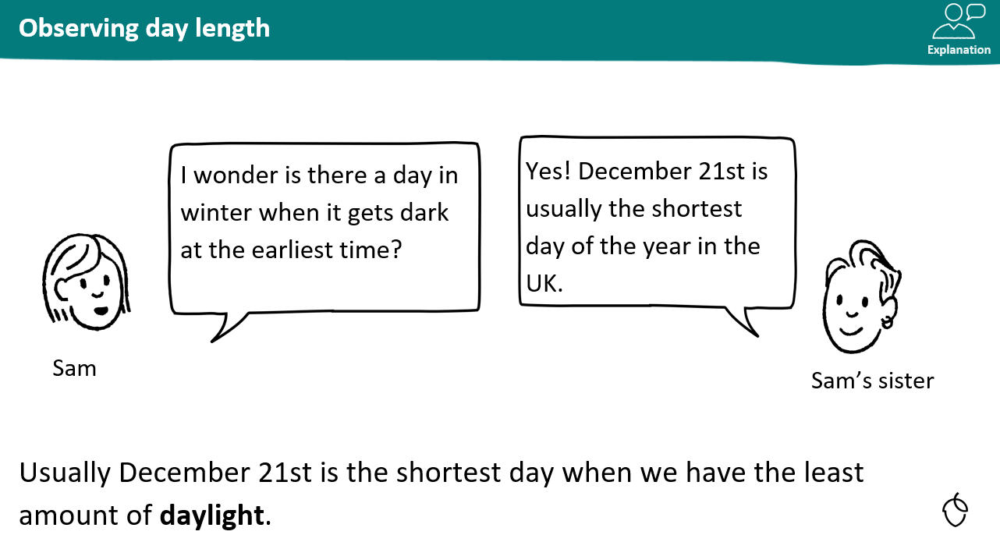 Observing day length
Explanation
I wonder is there a day in
winter when it gets dark
at the earliest time?
Yes! December 21st is
usually the shortest
day of the year in the
UK.
Sam
Sam’s sister
Usually December 21st is the shortest day when we have the least
amount of daylight.